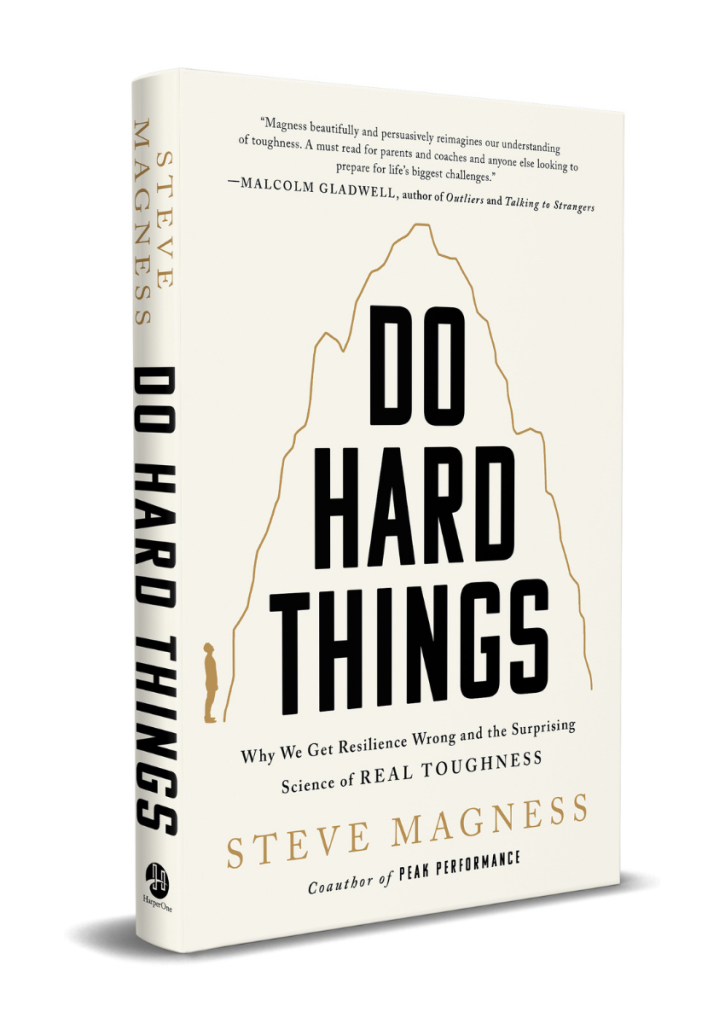 STEVE
MAGNESS
DO HARD THINGS
HarperOne
“Magness beautifully and persuasively reimagines our understanding
of toughness. A must read for parents and coaches and anyone else looking to
prepare for life’s biggest challenges.”
—MALCOLM GLADWELL, author of Outliers and Talking to Strangers
DO
HARD
THINGS
Why We Get Resilience Wrong and the Surprising
Science of REAL TOUGHNESS
STEVE MAGNESS
Coauthor of PEAK PERFORMANCE